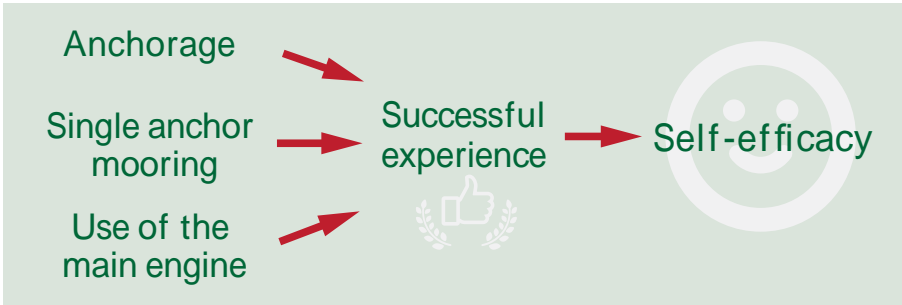 Anchorage
Single anchor
mooring
Use of the
main engine
Successful
experience
Self-efficacy